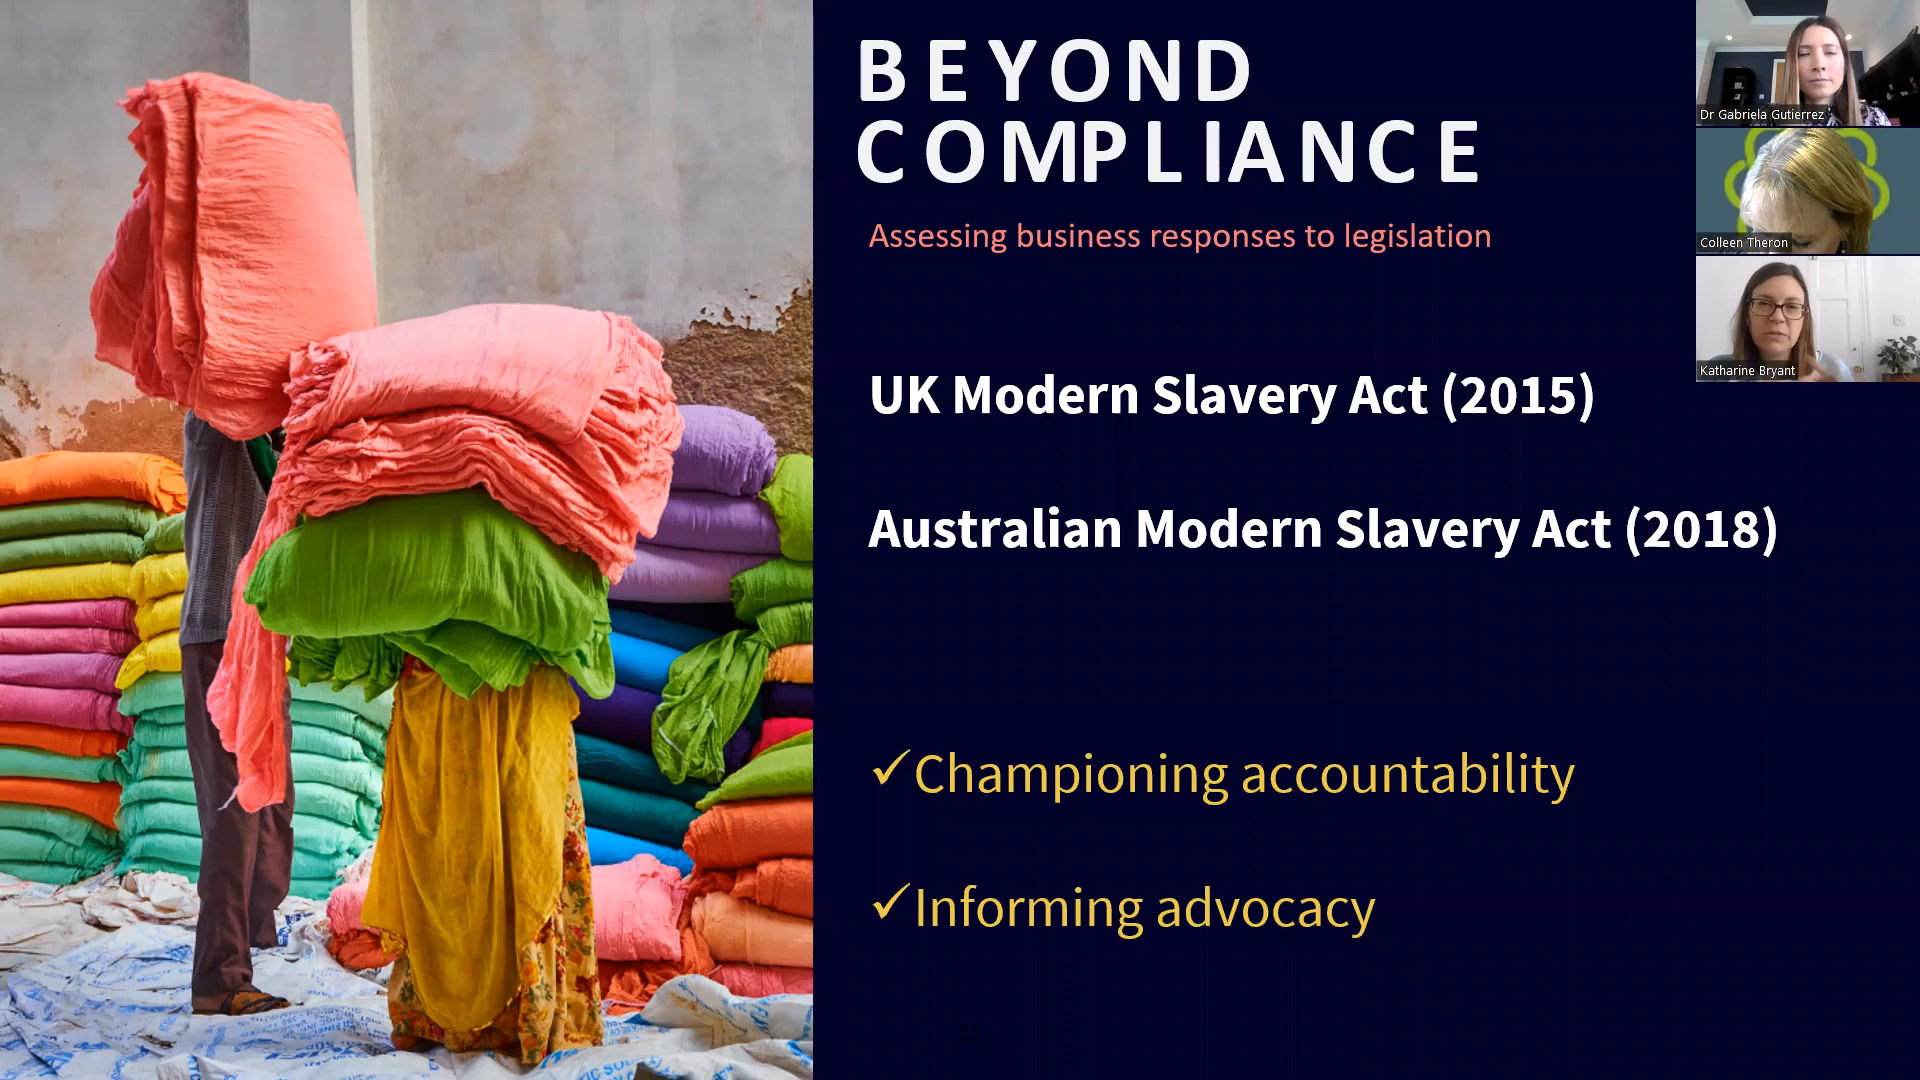 BEYOND
COMPLIANCE
Assessing business responses to legislation
UK Modern Slavery Act (2015)
Australian Modern Slavery Act (2018)
✓Championing accountability
✓Informing advocacy
Dr Gabriela Gutierrez
Colleen Theron
Katharine Bryant